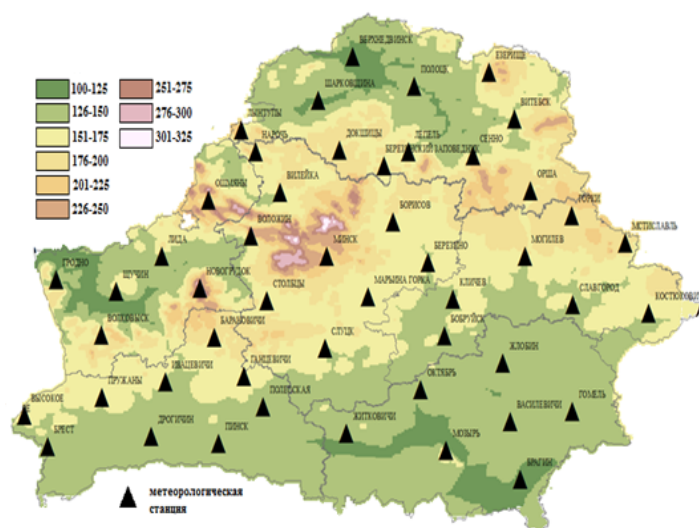 ВЕРХНЕДВИНСК
ЕЗЕРИЩЕ
100-125
251-275
ПОЛОЦК
ШАРКОВЩИНА
126-150
276-300
ВИТЕБСК
151-175
301-325
ЛЫНТУПЫ
ДОКШИЦЫ
ЛЕПЕЛЬ
НАРОЧЬ
СЕННО
176-200
БЕРЕЗИНСКИЙ ЗАПОВЕДНИК
201-225
ВИЛЕЙКА
ОРША
ОШМЯНЫ
226-250
БОРИСОВ
ГОРКИ
ВОЛОЖИН
МСТИСЛАВЛЬ
ЛИДА
МИНСК
БЕРЕЗИНО
МОГИЛЕВ
ГРОДНО
ЩУЧИН
НОВОГРУДОК
СТОЛБЦЫ
МАРЬИНА ГОРКА
КЛИЧЕВ
СЛАВГОРОД
КОСТЮКОВИ
ВОЛКОВЫСК
БАРАНОВИЧИ
БОБРУЙСК
СЛУЦК
ИВАЦЕВИЧИ
ГАНЦЕВИЧИ
ЖЛОБИН
ПРУЖАНЫ
ПОЛЕССКАЯ
ОКТЯБРЬ
ВЫСОКОЕ
ГОМЕЛЬ
ВАСИЛЕВИЧИ
ДРОГИЧИН
ПИНСК
ЖИТКОВИЧИ
БРЕСТ
МОЗЫРЬ
БРАГИН
метеорологическая
станция